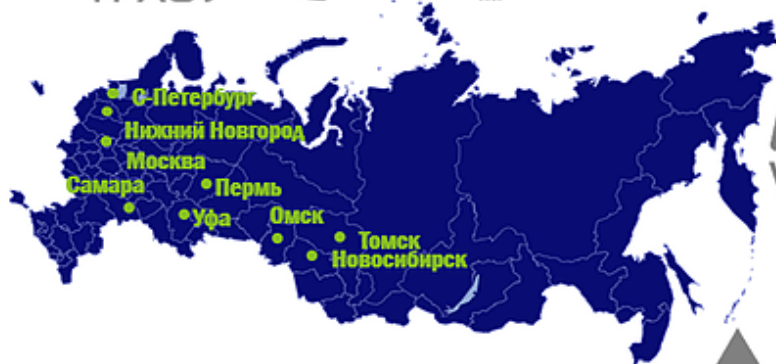 С-Петербург
Нижний Новгород
Москва
Самара
Пермь
Уфа
Омск
Томск
Новосибирск